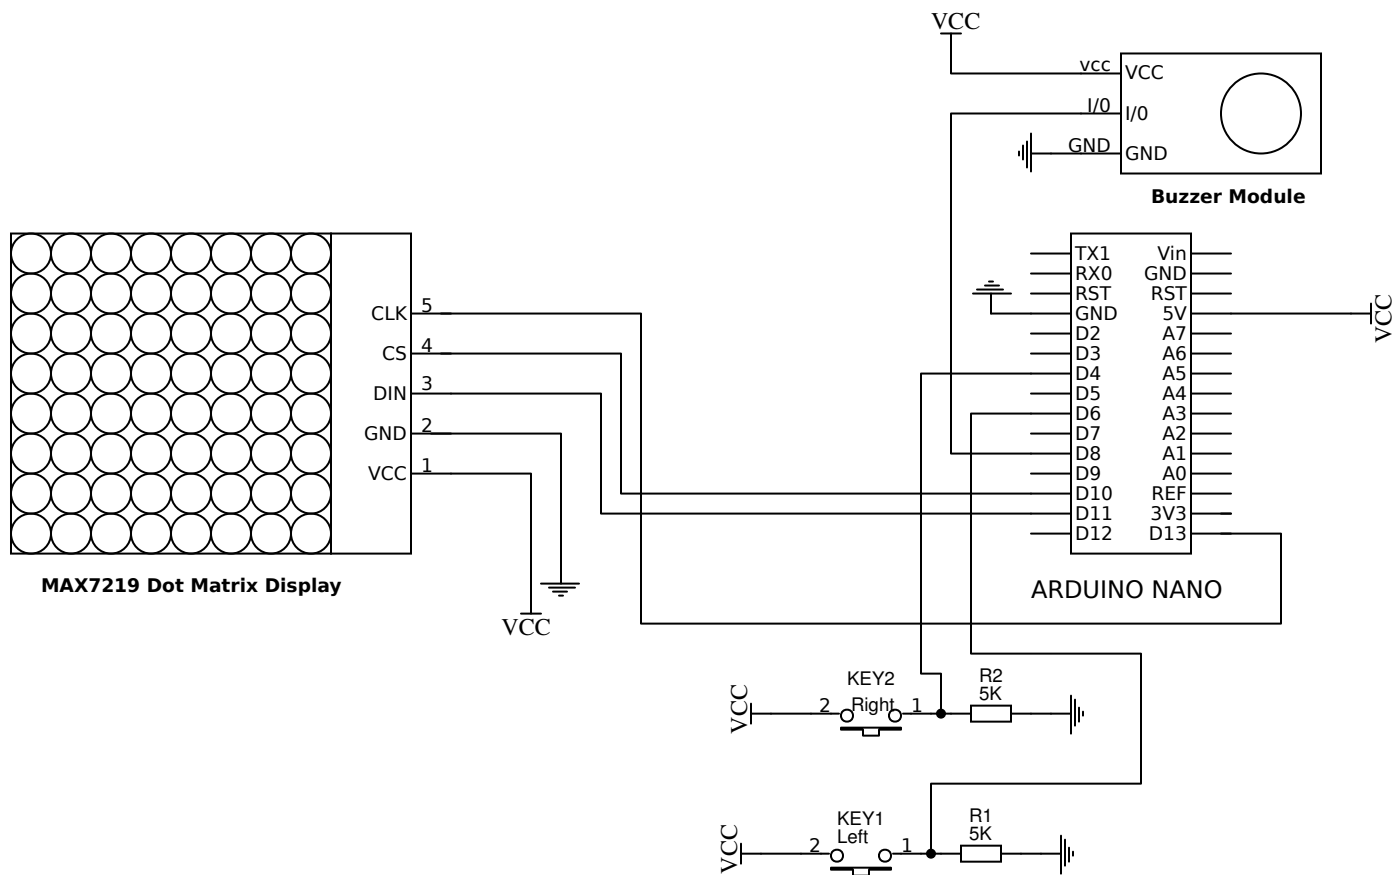 VCC
vcc VCC
I/0 I/0
GND GND
Buzzer Module
CLK 5
CS 4
DIN 3
GND 2
VCC 1
MAX7219 Dot Matrix Display
VCC
TX1 Vin
RX0 GND
RST RST
GND 5V
D2 A7
D3 A6
D4 A5
D5 A4
D6 A3
D7 A2
D8 A1
D9 A0
D10 REF
D11 3V3
D12 D13
ARDUINO NANO
VCC
KEY2
Right
VCC
2
1
R2
5K
KEY1
Left
VCC
2
1
R1
5K